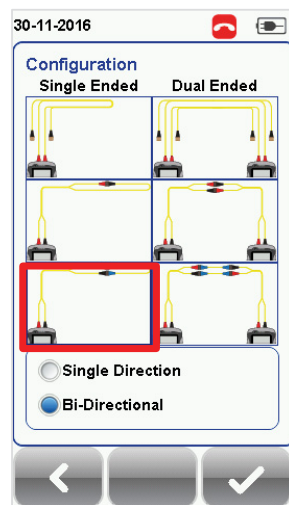 30-11-2016
Configuration
Single Ended Dual Ended
Single Direction
Bi-Directional